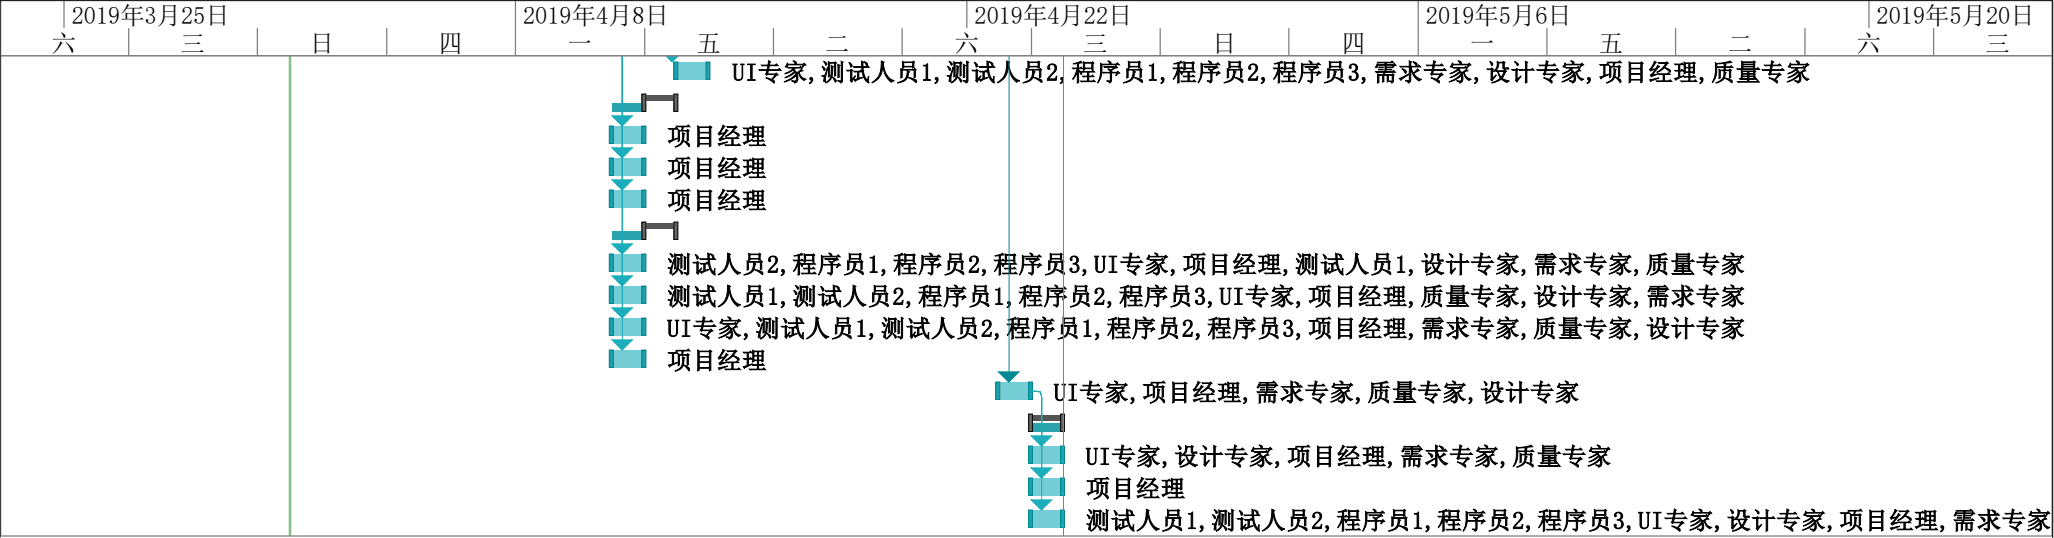 2019年3月25日 2019年4月8日 2019年4月22日 2019年5月6日 2019年5月20日
六 三 日 四 一 五 二 六 三 日 四 一 五 二 六 三
UI专家,测试人员1,测试人员2,程序员1,程序员2,程序员3,需求专家,设计专家,项目经理,质量专家
项目经理
项目经理
项目经理
测试人员2,程序员1,程序员2,程序员3,UI专家,项目经理,测试人员1,设计专家,需求专家,质量专家
测试人员1,测试人员2,程序员1,程序员2,程序员3,UI专家,项目经理,质量专家,设计专家,需求专家
UI专家,测试人员1,测试人员2,程序员1,程序员2,程序员3,项目经理,需求专家,质量专家,设计专家
项目经理
UI专家,项目经理,需求专家,质量专家,设计专家
UI专家,设计专家,项目经理,需求专家,质量专家
项目经理
测试人员1,测试人员2,程序员1,程序员2,程序员3,UI专家,设计专家,项目经理,需求专家